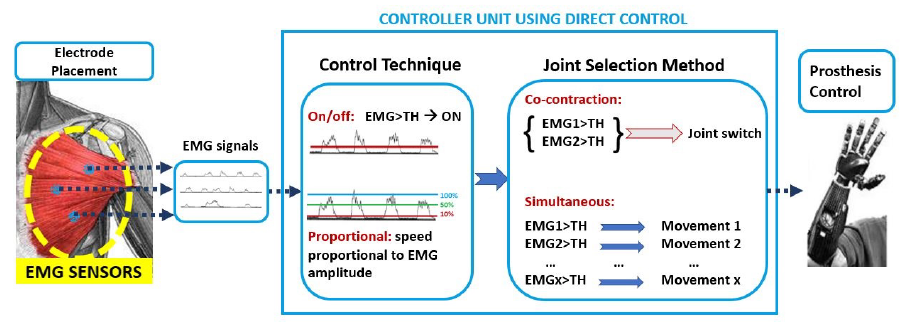 CONTROLLER UNIT USING DIRECT CONTROL
Electrode
Placement
EMG SENSORS
EMG signals
Control Technique
On/off: EMG>TH → ON
100%
50%
10%
Proportional: speed
proportional to EMG
amplitude
Joint Selection Method
Co-contraction:
{ EMG1>TH
EMG2>TH } Joint switch
Simultaneous:
EMG1>TH Movement 1
EMG2>TH Movement 2
... ... ...
EMGx>TH Movement x
Prosthesis
Control